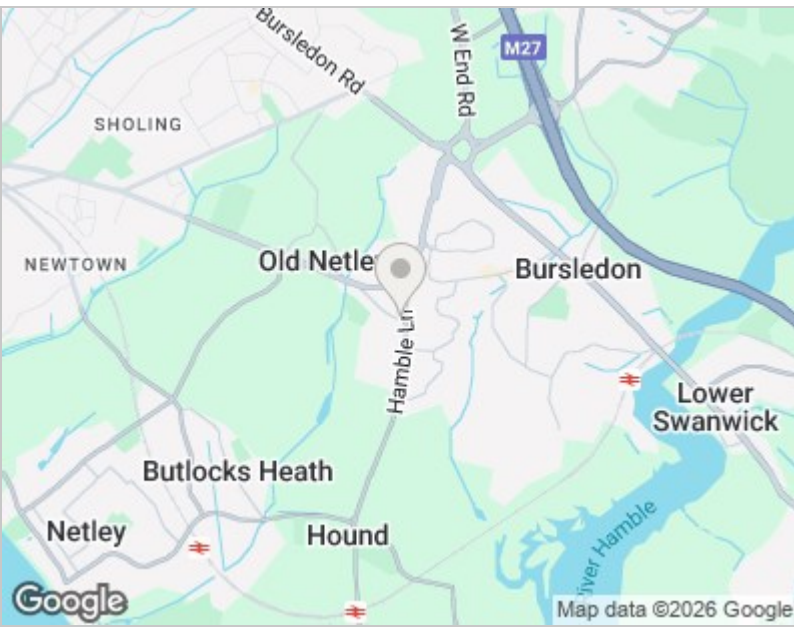 Bursledon Rd
W End Rd
M27
SHOLING
NEWTOWN
Old Netle
Bursledon
Hamble Ln
Lower
Swanwick
Butlocks Heath
Netley
Hound
River Hamble
Google
Map data ©2026 Google